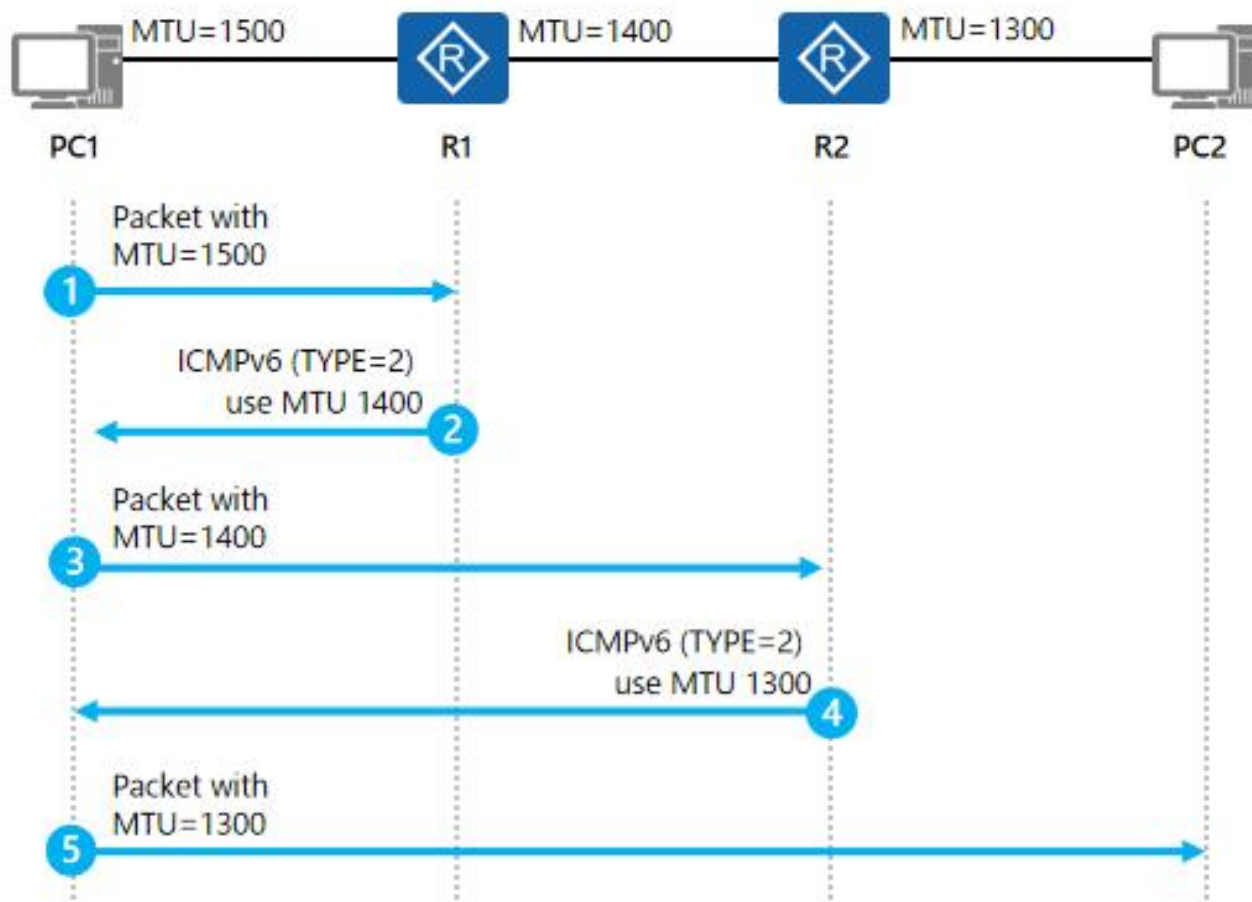 MTU=1500
MTU=1400
MTU=1300
R
R
PC1
R1
R2
PC2
Packet with
MTU=1500
1
ICMPv6 (TYPE=2)
use MTU 1400
2
Packet with
MTU=1400
3
ICMPv6 (TYPE=2)
use MTU 1300
4
Packet with
MTU=1300
5